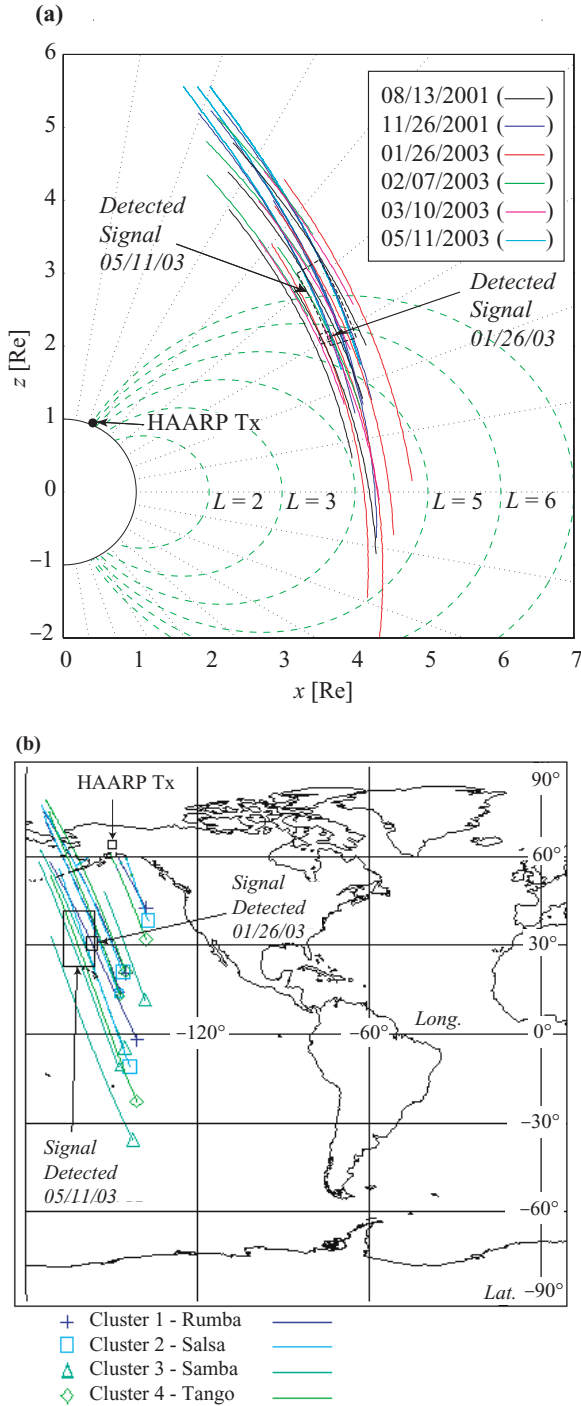 (a)
6
5
4
3
2
1
0
−1
−2
z [Re]
08/13/2001 ( )
11/26/2001 ( )
01/26/2003 ( )
02/07/2003 ( )
03/10/2003 ( )
05/11/2003 ( )
Detected
Signal
05/11/03
Detected
Signal
01/26/03
HAARP Tx
L = 2
L = 3
L = 5
L = 6
0
1
2
3
4
5
6
7
x [Re]
(b)
HAARP Tx
90°
60°
Signal
Detected
01/26/03
30°
Long.
−120°
−60°
0°
Signal
Detected
05/11/03
−30°
−60°
Lat.
−90°
Cluster 1 - Rumba
Cluster 2 - Salsa
Cluster 3 - Samba
Cluster 4 - Tango